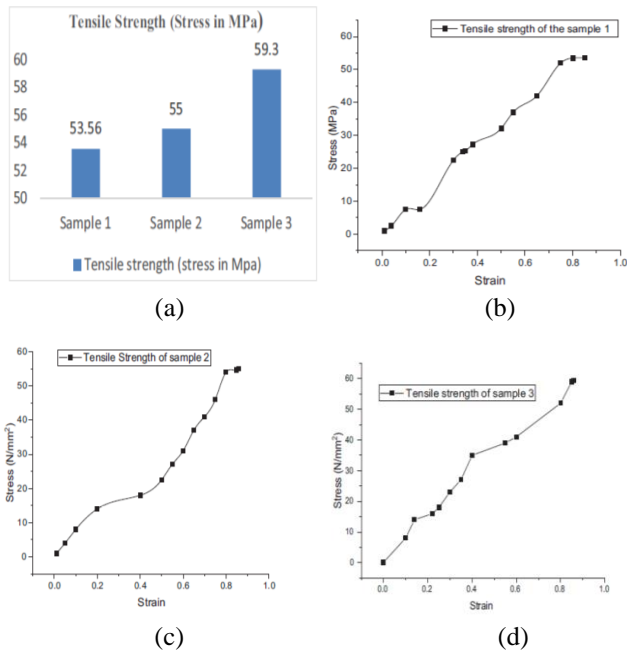 Tensile Strength (Stress in MPa)
60
58
56
54
52
50
53.56
55
59.3
Sample 1
Sample 2
Sample 3
Tensile strength (stress in Mpa)
(a)
Tensile strength of the sample 1
Stress (MPa)
60
50
40
30
20
10
0
0.0 0.2 0.4 0.6 0.8 1.0
Strain
(b)
Tensile Strength of sample 2
Stress (N/mm²)
60
50
40
30
20
10
0
0.0 0.2 0.4 0.6 0.8 1.0
Strain
(c)
Tensile strength of sample 3
Stress (N/mm²)
60
50
40
30
20
10
0
0.0 0.2 0.4 0.6 0.8 1.0
Strain
(d)